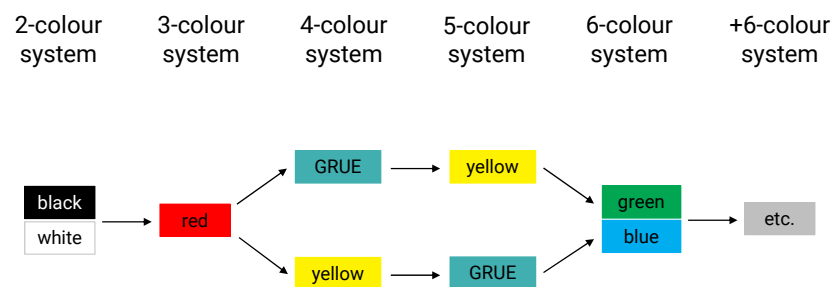 2-colour
system
3-colour
system
4-colour
system
5-colour
system
6-colour
system
+6-colour
system
black
white
red
GRUE
yellow
yellow
GRUE
green
blue
etc.